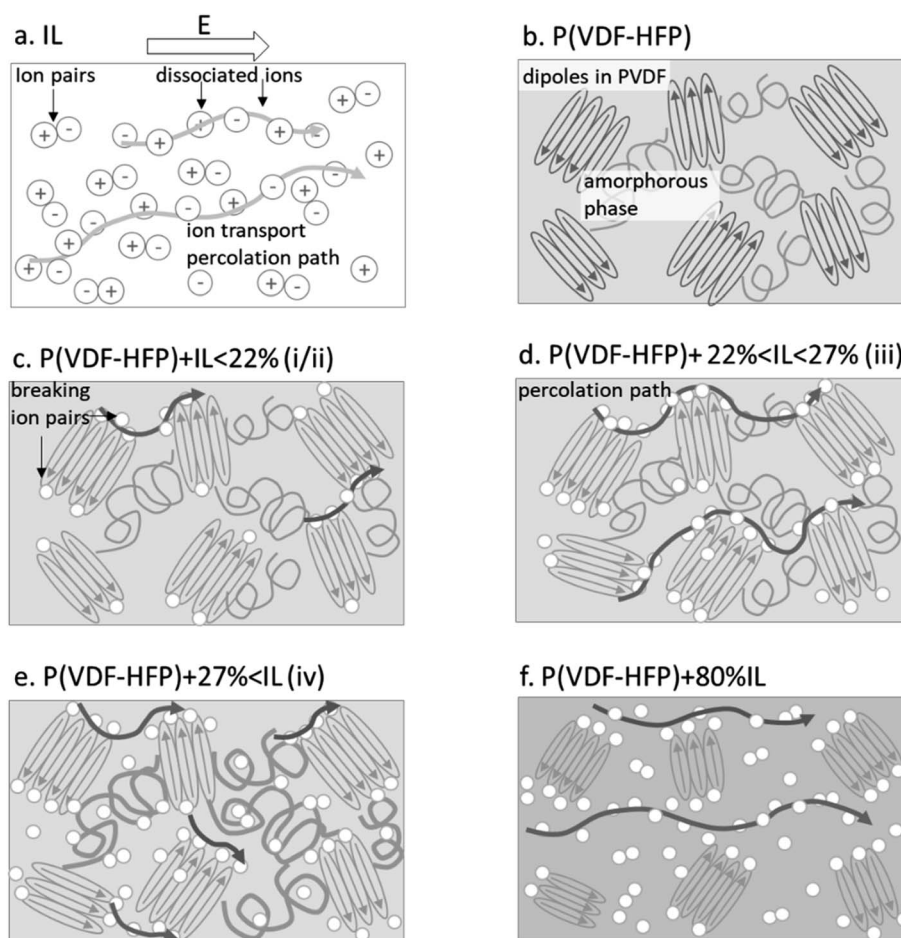 a. IL
E
Ion pairs
dissociated ions
ion transport
percolation path
b. P(VDF-HFP)
dipoles in PVDF
amorphorous
phase
c. P(VDF-HFP)+IL<22% (i/ii)
breaking
ion pairs
d. P(VDF-HFP)+ 22%<IL<27% (iii)
percolation path
e. P(VDF-HFP)+27%<IL (iv)
f. P(VDF-HFP)+80%IL